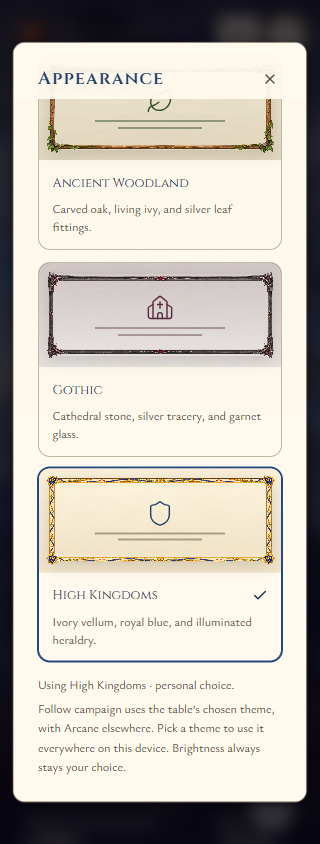 Appearance
Ancient Woodland
Carved oak, living ivy, and silver leaf
fittings.
Gothic
Cathedral stone, silver tracery, and garnet
glass.
High Kingdoms
Ivory vellum, royal blue, and illuminated
heraldry.
Using High Kingdoms · personal choice.
Follow campaign uses the table's chosen theme,
with Arcane elsewhere. Pick a theme to use it
everywhere on this device. Brightness always
stays your choice.